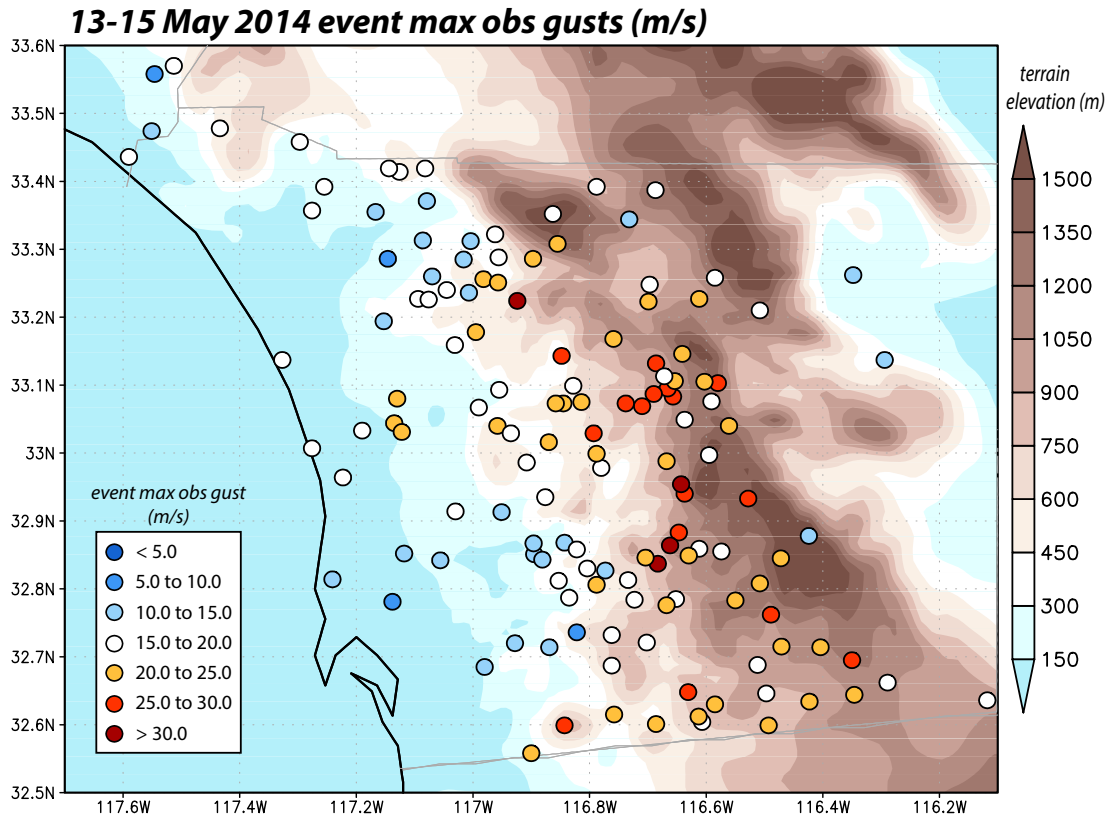 13-15 May 2014 event max obs gusts (m/s)
33.6N
33.5N
33.4N
33.3N
33.2N
33.1N
33N
32.9N
32.8N
32.7N
32.6N
32.5N
117.6W 117.4W 117.2W 117W 116.8W 116.6W 116.4W 116.2W
event max obs gust
(m/s)
< 5.0
5.0 to 10.0
10.0 to 15.0
15.0 to 20.0
20.0 to 25.0
25.0 to 30.0
> 30.0
terrain
elevation (m)
1500
1350
1200
1050
900
750
600
450
300
150